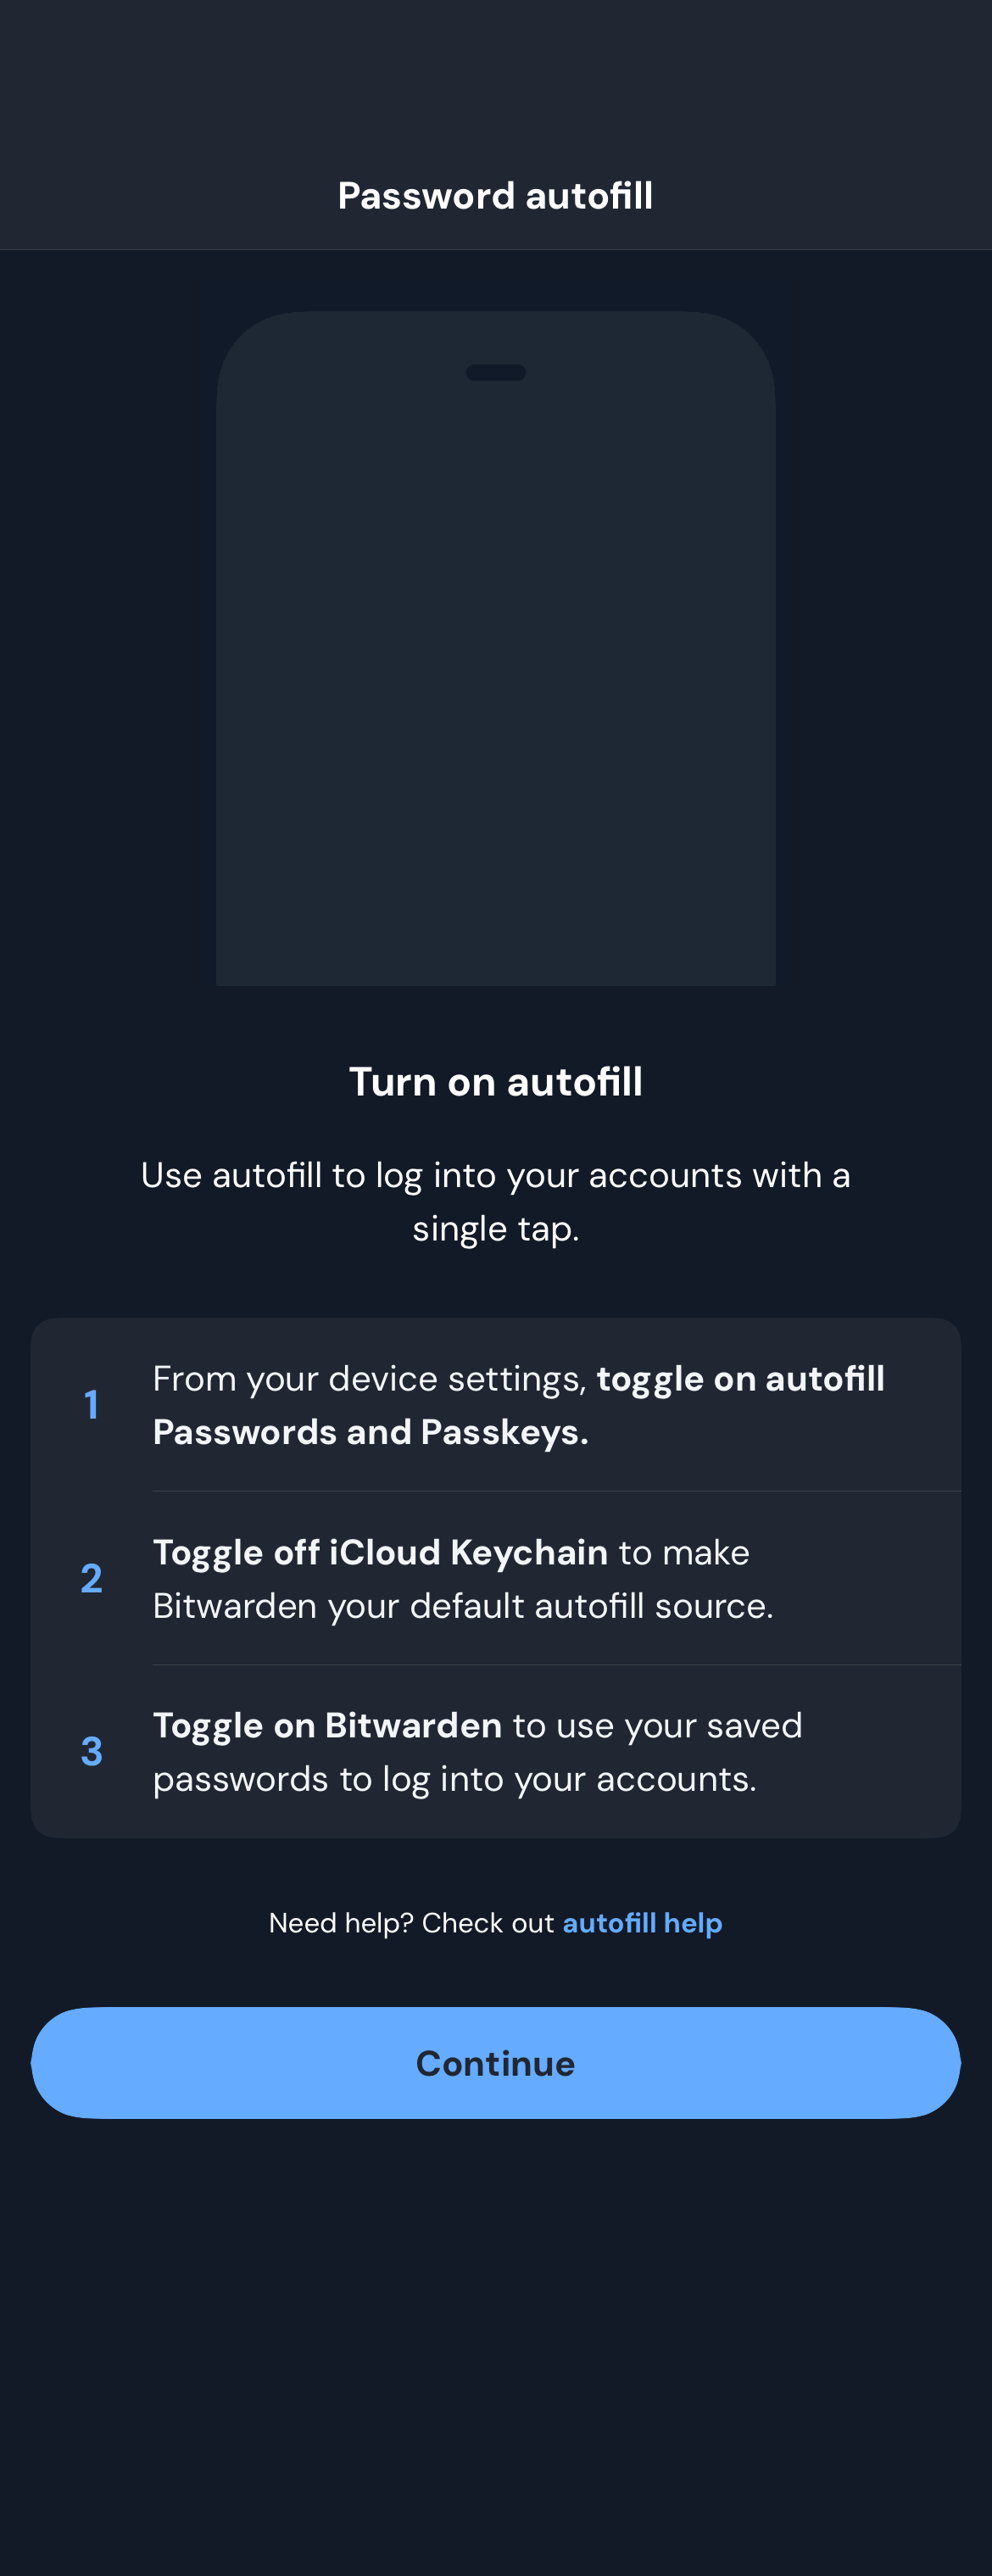 Password autofill
Turn on autofill
Use autofill to log into your accounts with a
single tap.
1
From your device settings, toggle on autofill
Passwords and Passkeys.
2
Toggle off iCloud Keychain to make
Bitwarden your default autofill source.
3
Toggle on Bitwarden to use your saved
passwords to log into your accounts.
Need help? Check out autofill help
Continue